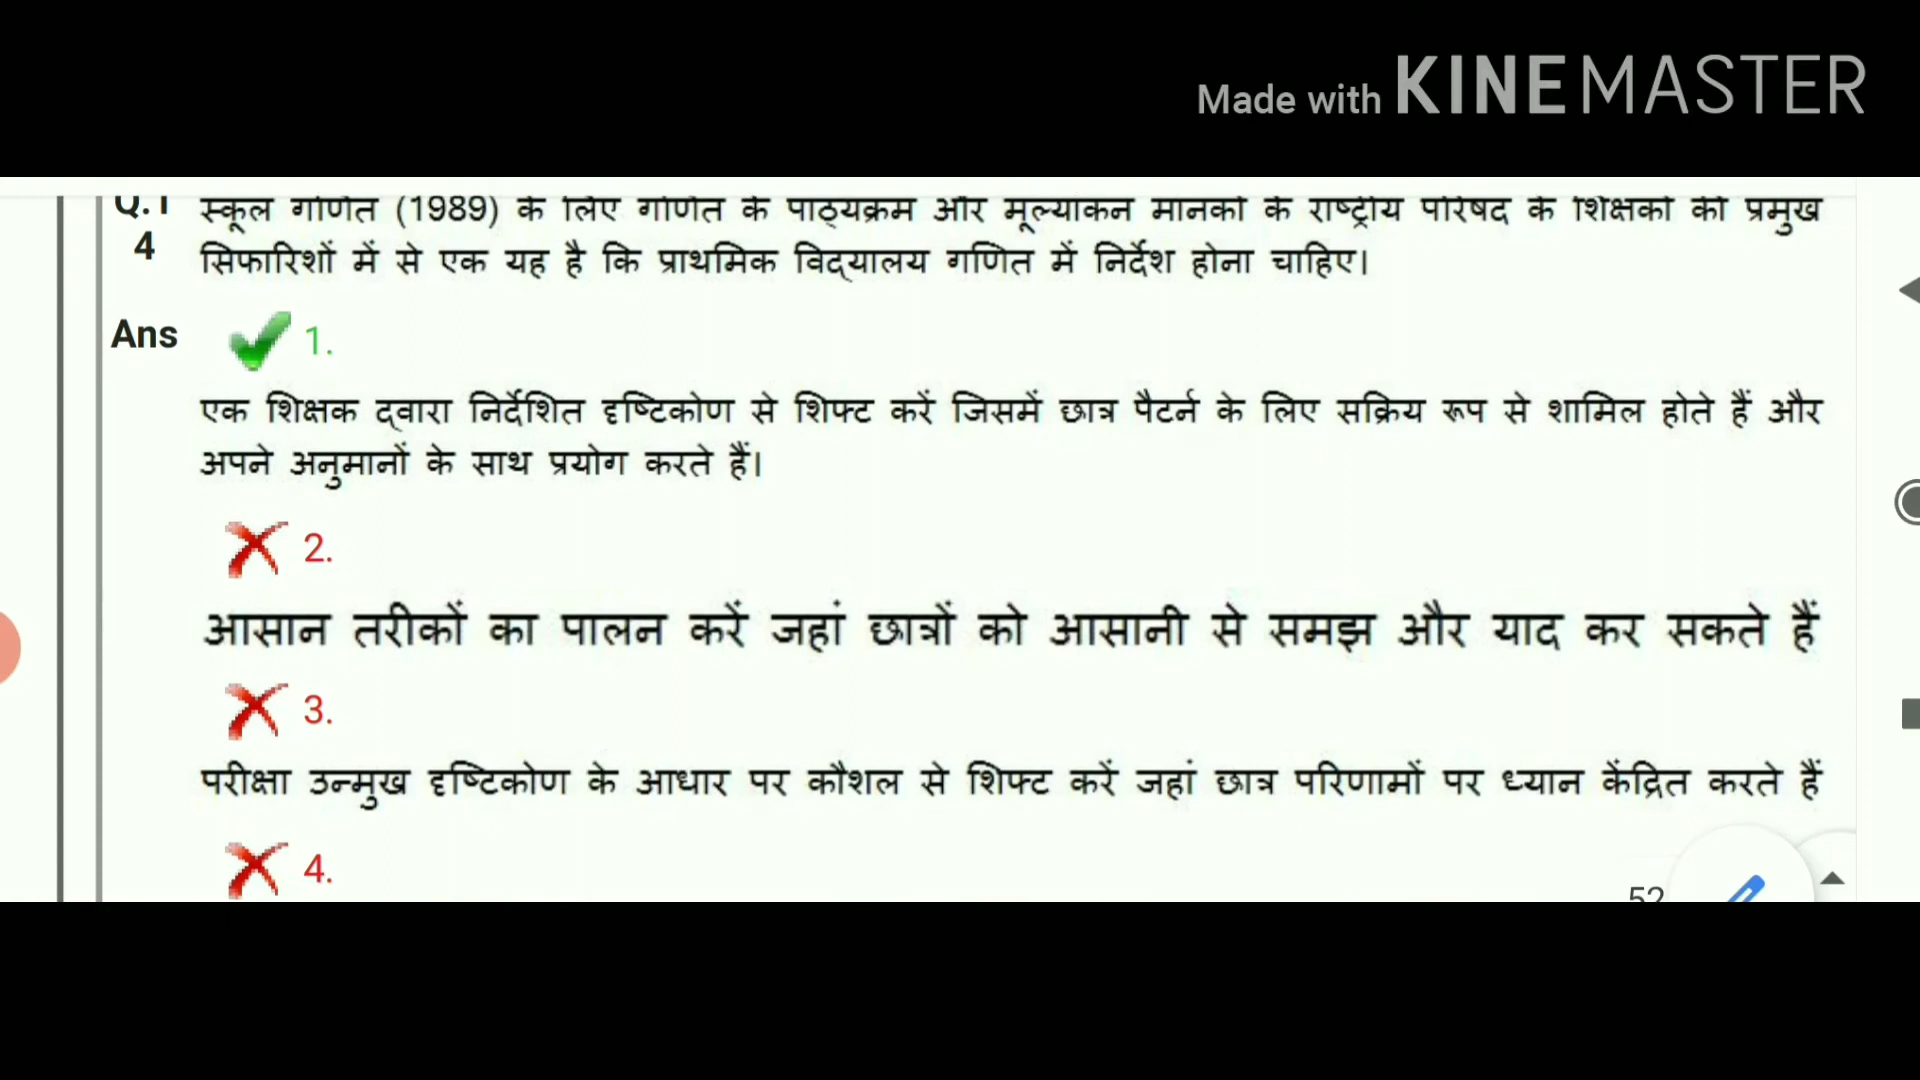 Made with KINEMASTER
Q.1 स्कूल गणित (1989) के लिए गणित के पाठ्यक्रम और मूल्यांकन मानकों के राष्ट्रीय परिषद के शिक्षकों की प्रमुख
4 सिफारिशों में से एक यह है कि प्राथमिक विद्यालय गणित में निर्देश होना चाहिए।
Ans 1.
एक शिक्षक द्वारा निर्देशित दृष्टिकोण से शिफ्ट करें जिसमें छात्र पैटर्न के लिए सक्रिय रूप से शामिल होते हैं और
अपने अनुमानों के साथ प्रयोग करते हैं।
2.
आसान तरीकों का पालन करें जहां छात्रों को आसानी से समझ और याद कर सकते हैं
3.
परीक्षा उन्मुख दृष्टिकोण के आधार पर कौशल से शिफ्ट करें जहां छात्र परिणामों पर ध्यान केंद्रित करते हैं
4.
52